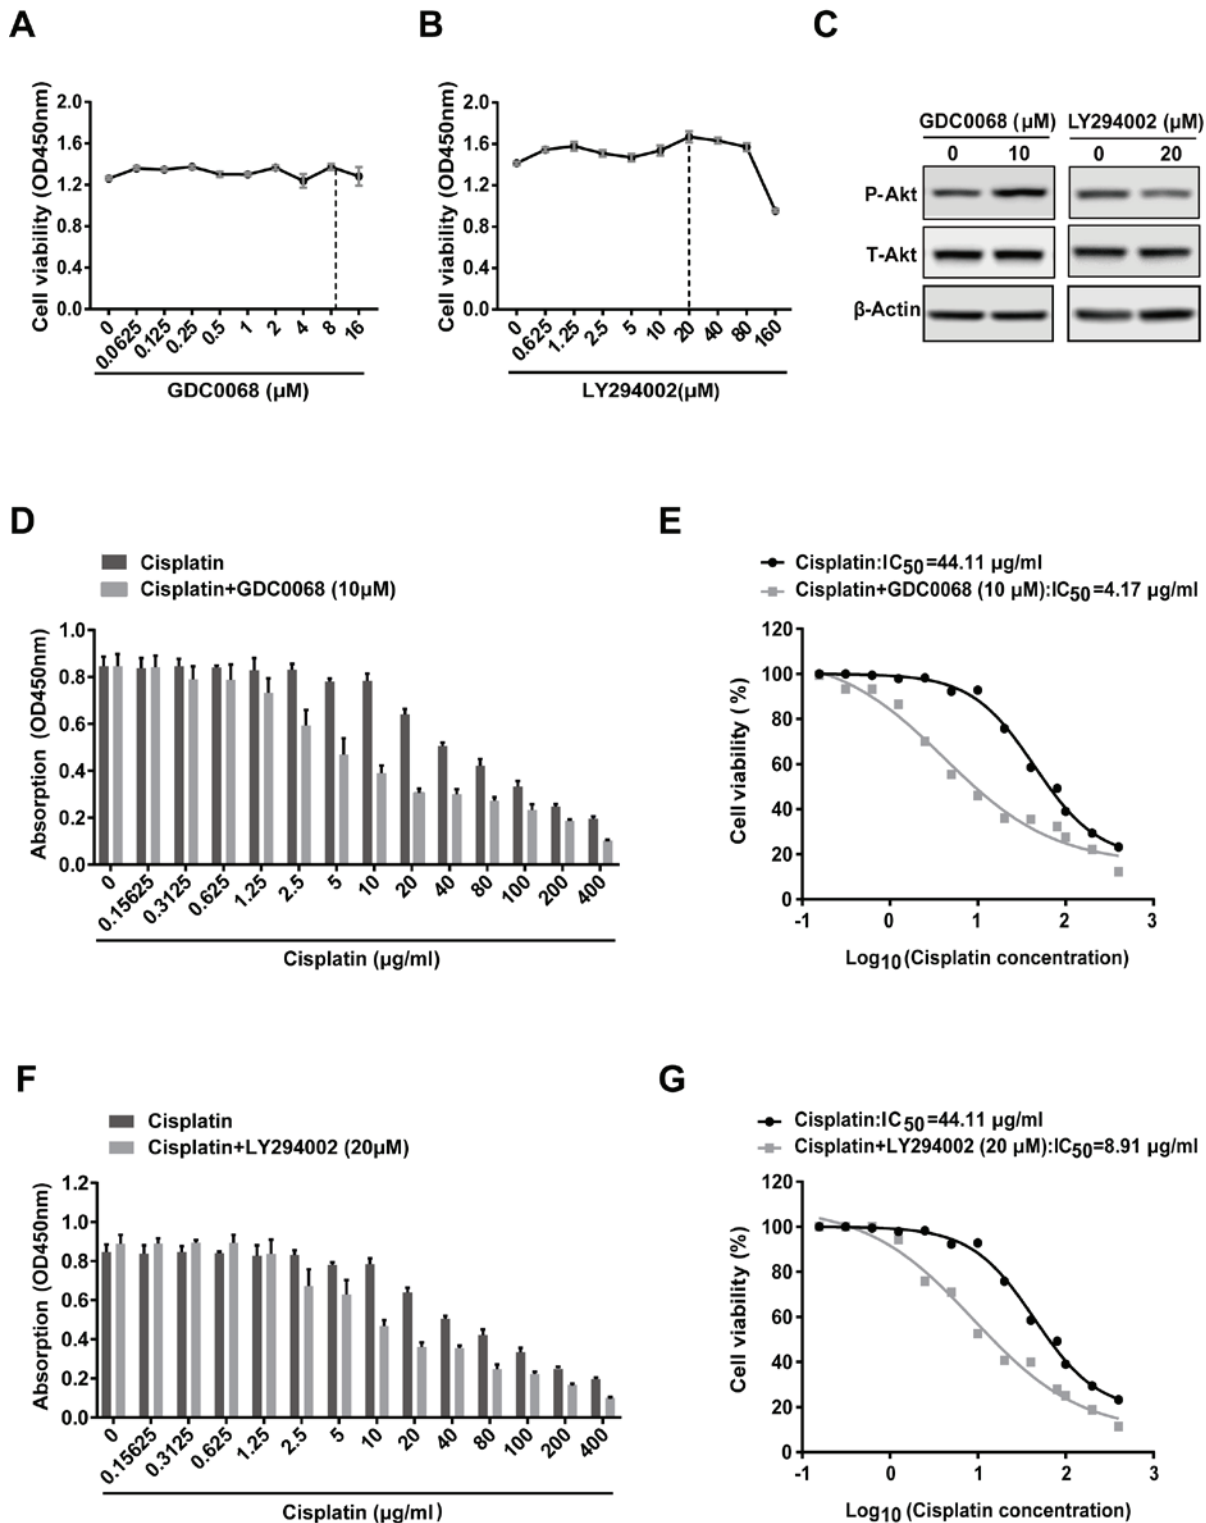 A
B
C
Cell viability (OD450nm)
2.0
1.6
1.2
0.8
0.4
0.0
0
0.0625
0.125
0.25
0.5
1
2
4
8
16
GDC0068 (μM)
Cell viability (OD450nm)
2.0
1.6
1.2
0.8
0.4
0.0
0
0.625
1.25
2.5
5
10
20
40
80
160
LY294002(μM)
GDC0068 (μM) LY294002 (μM)
0 10 0 20
P-Akt
T-Akt
β-Actin
D
Cisplatin
Cisplatin+GDC0068 (10μM)
Absorption (OD450nm)
1.0
0.8
0.6
0.4
0.2
0.0
0
0.15625
0.3125
0.625
1.25
2.5
5
10
20
40
80
100
200
400
Cisplatin (μg/ml)
E
Cisplatin:IC50=44.11 μg/ml
Cisplatin+GDC0068 (10 μM):IC50=4.17 μg/ml
Cell viability ( %)
120
100
80
60
40
20
0
-1 0 1 2 3
Log10 (Cisplatin concentration)
F
Cisplatin
Cisplatin+LY294002 (20μM)
Absorption (OD450nm)
1.2
1.0
0.8
0.6
0.4
0.2
0.0
0
0.15625
0.3125
0.625
1.25
2.5
5
10
20
40
80
100
200
400
Cisplatin (μg/ml)
G
Cisplatin:IC50=44.11 μg/ml
Cisplatin+LY294002 (20 μM):IC50=8.91 μg/ml
Cell viability (%)
120
100
80
60
40
20
0
-1 0 1 2 3
Log10 (Cisplatin concentration)